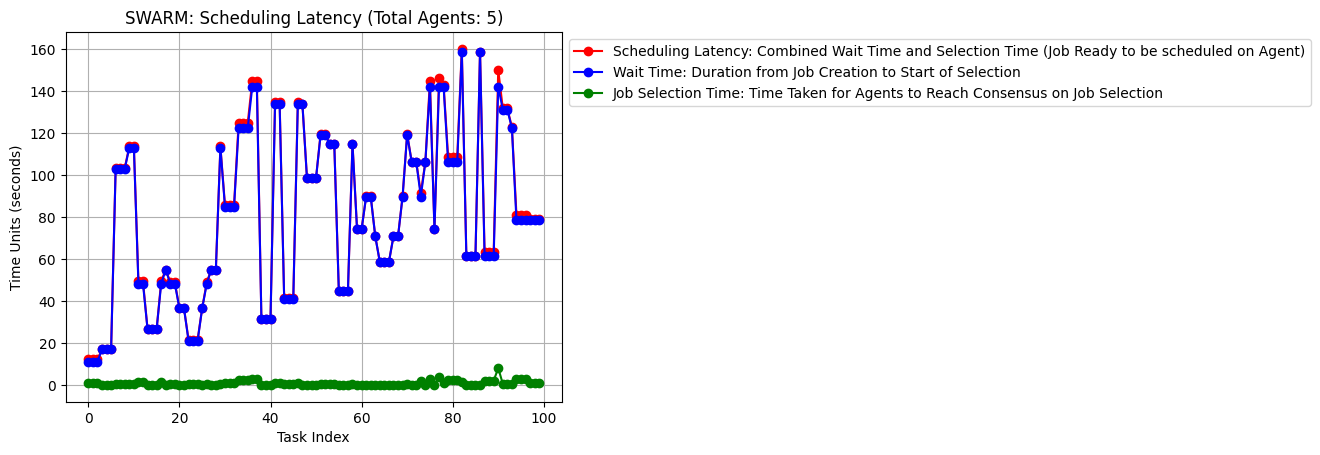 SWARM: Scheduling Latency (Total Agents: 5)
Scheduling Latency: Combined Wait Time and Selection Time (Job Ready to be scheduled on Agent)
Wait Time: Duration from Job Creation to Start of Selection
Job Selection Time: Time Taken for Agents to Reach Consensus on Job Selection
Time Units (seconds)
160
140
120
100
80
60
40
20
0
0 20 40 60 80 100
Task Index